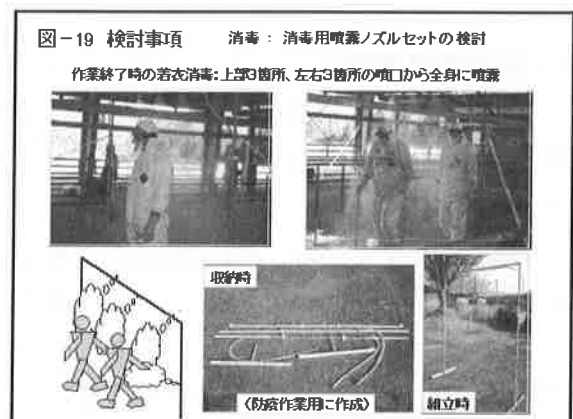 図－19 検討事項 消毒 : 消毒用噴霧ノズルセットの検討
作業終了時の着衣消毒:上部3箇所、左右3箇所の噴口から全身に噴霧
収納時
(防疫作業用に作成)
組立時